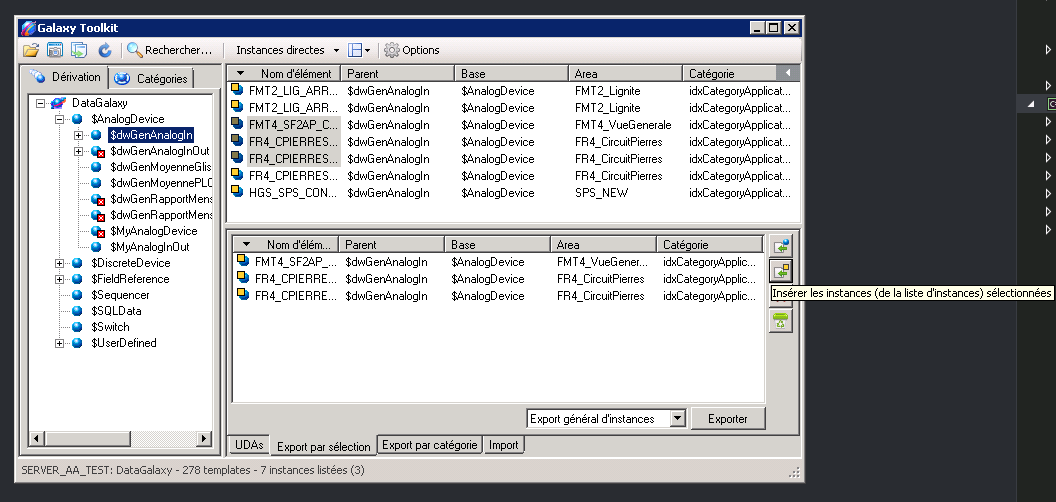 Galaxy Toolkit
Rechercher... Instances directes Options
Dérivation Catégories
DataGalaxy
$AnalogDevice
$dwGenAnalogIn
$dwGenAnalogInOut
$dwGenMoyenneGlis
$dwGenMoyennePLC
$dwGenRapportMens
$dwGenRapportMens
$MyAnalogDevice
$MyAnalogInOut
$DiscreteDevice
$FieldReference
$Sequencer
$SQLData
$Switch
$UserDefined
Nom d'élément Parent Base Area Catégorie
FMT2_LIG_ARR... $dwGenAnalogIn $AnalogDevice FMT2_Lignite idxCategoryApplicat...
FMT2_LIG_ARR... $dwGenAnalogIn $AnalogDevice FMT2_Lignite idxCategoryApplicat...
FMT4_SF2AP_C... $dwGenAnalogIn $AnalogDevice FMT4_VueGenerale idxCategoryApplicat...
FR4_CPIERRES... $dwGenAnalogIn $AnalogDevice FR4_CircuitPierres idxCategoryApplicat...
FR4_CPIERRES... $dwGenAnalogIn $AnalogDevice FR4_CircuitPierres idxCategoryApplicat...
FR4_CPIERRES... $dwGenAnalogIn $AnalogDevice FR4_CircuitPierres idxCategoryApplicat...
HGS_SPS_CON... $dwGenAnalogIn $AnalogDevice SPS_NEW idxCategoryApplicat...
Nom d'élém... Parent Base Area Catégorie
FMT4_SF2AP_... $dwGenAnalogIn $AnalogDevice FMT4_VueGener... idxCategoryApplic...
FR4_CPIERRE... $dwGenAnalogIn $AnalogDevice FR4_CircuitPierres idxCategoryApplic...
FR4_CPIERRE... $dwGenAnalogIn $AnalogDevice FR4_CircuitPierres idxCategoryApplic...
Insérer les instances (de la liste d'instances) sélectionnées
Export général d'instances Exporter
UDAs Export par sélection Export par catégorie Import
SERVER_AA_TEST: DataGalaxy - 278 templates - 7 instances listées (3)